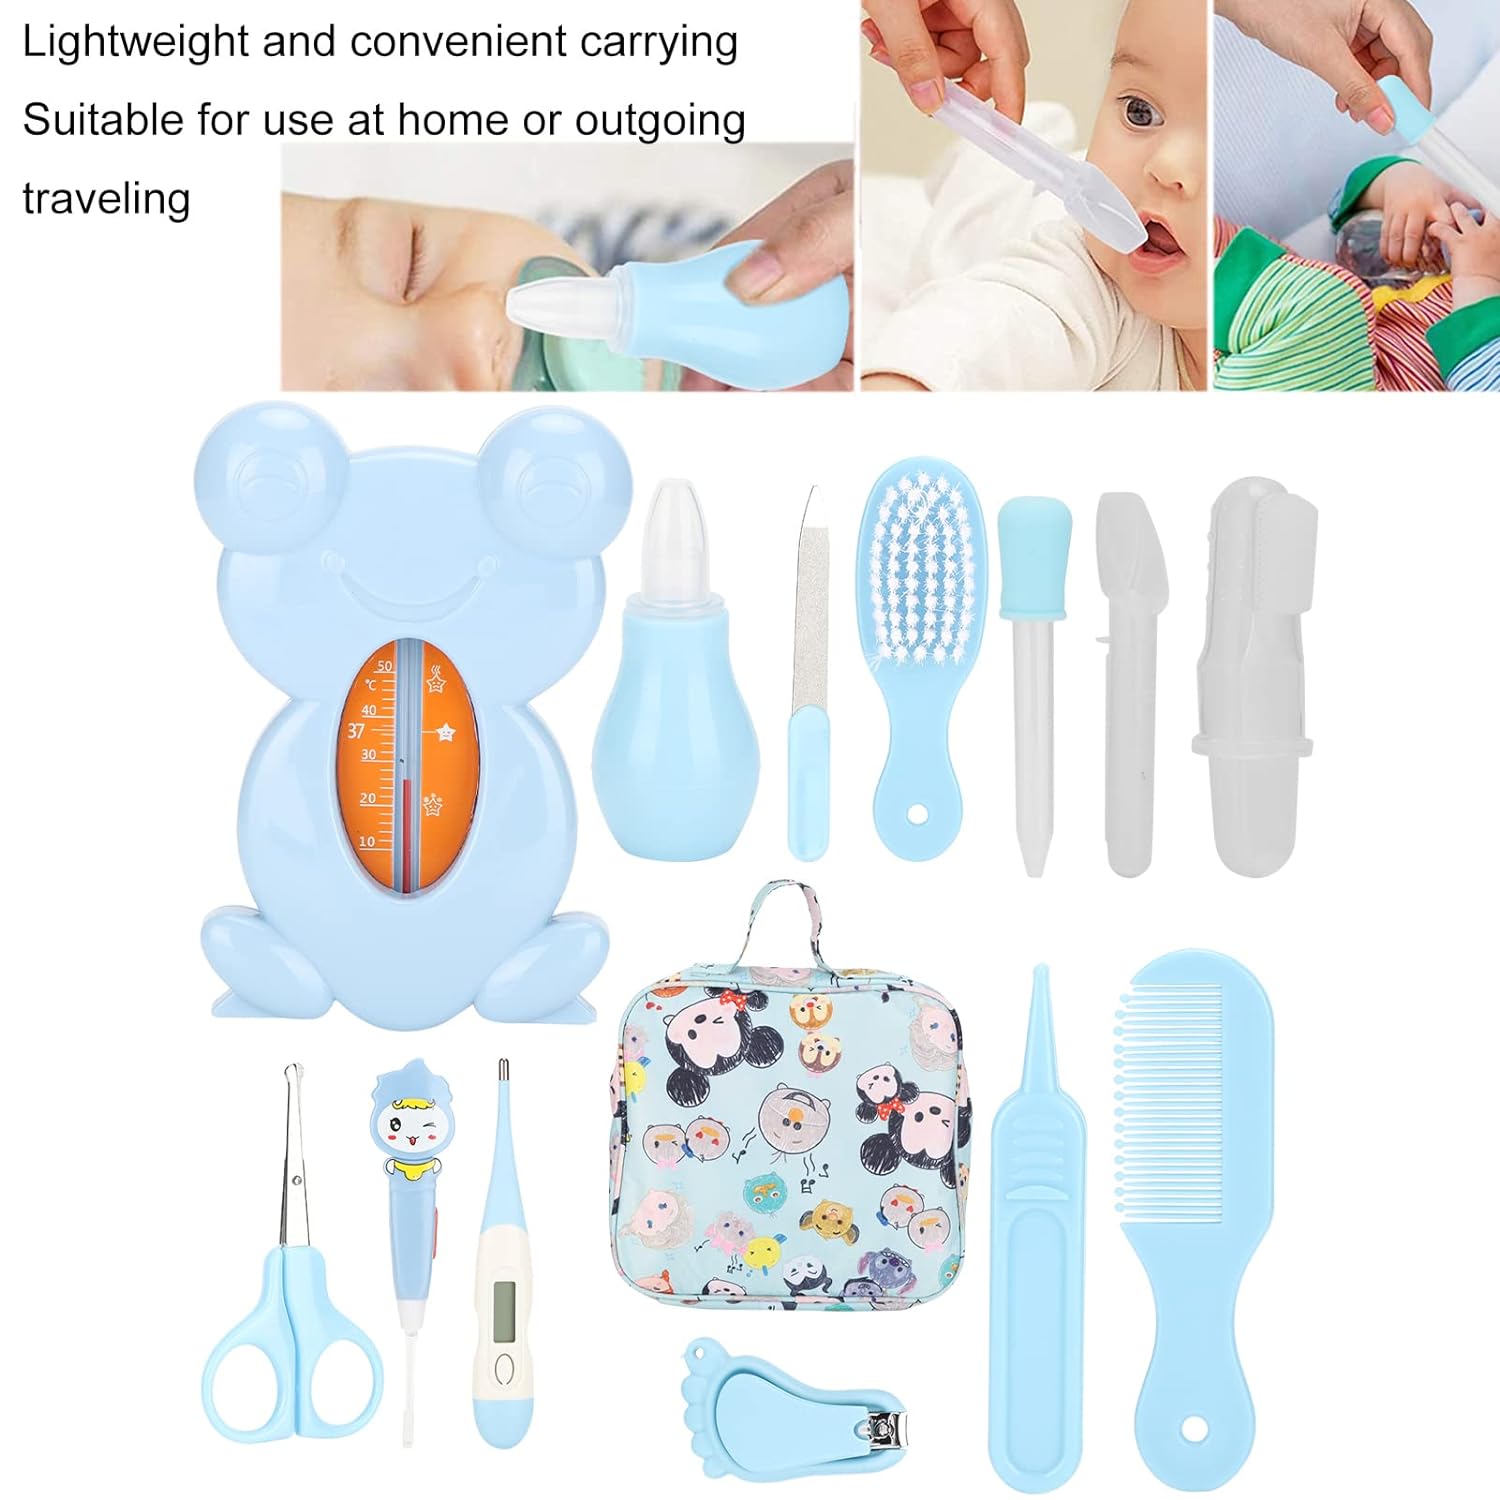 Lightweight and convenient carrying
Suitable for use at home or outgoing
traveling
50
°C
40
37
30
20
10